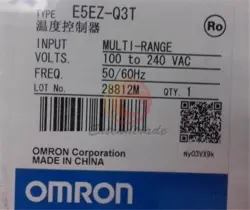 TYPE E5EZ-Q3T
温度控制器
Ro
INPUT MULTI-RANGE
VOLTS. 100 to 240 VAC
FREQ. 50/60Hz
LOT No. 28812M QTY. 1
OMRON Corporation
MADE IN CHINA
Ny03VX9k
OMRON